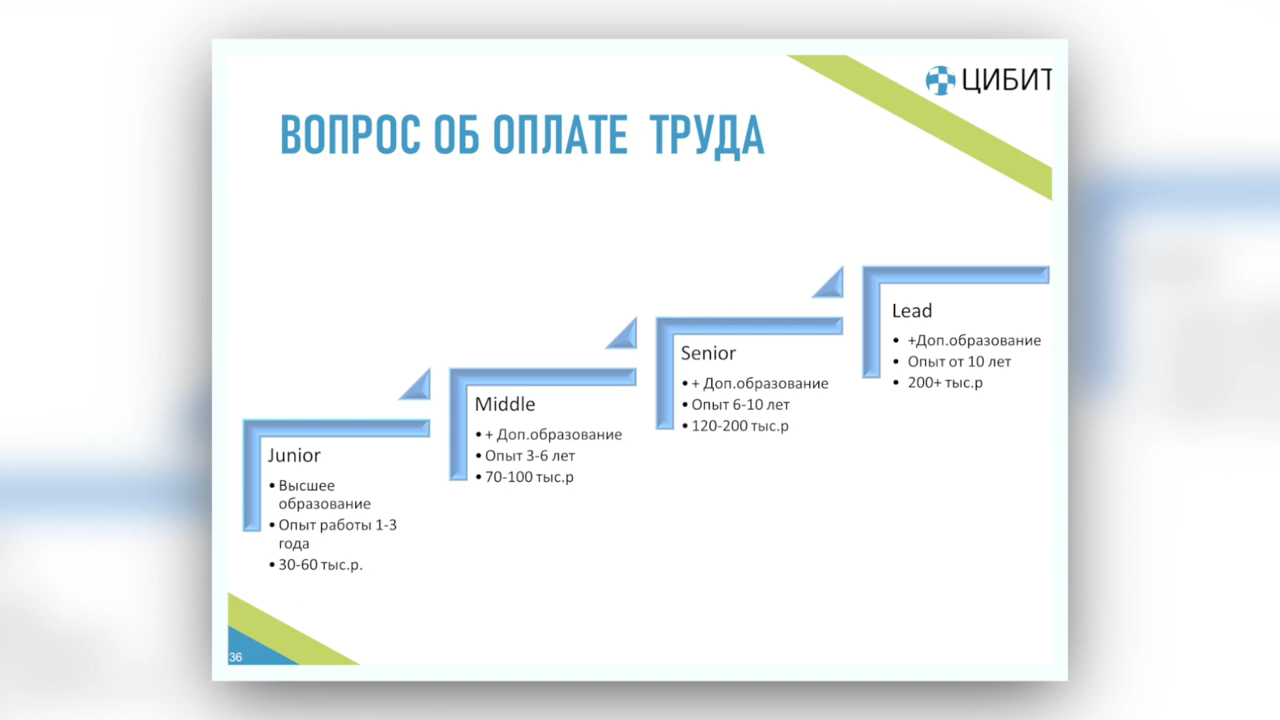 ЦИБИТ
ВОПРОС ОБ ОПЛАТЕ ТРУДА
Junior
• Высшее
образование
• Опыт работы 1-3
года
• 30-60 тыс.р.
Middle
• + Доп.образование
• Опыт 3-6 лет
• 70-100 тыс.р
Senior
• + Доп.образование
• Опыт 6-10 лет
• 120-200 тыс.р
Lead
• +Доп.образование
• Опыт от 10 лет
• 200+ тыс.р
36